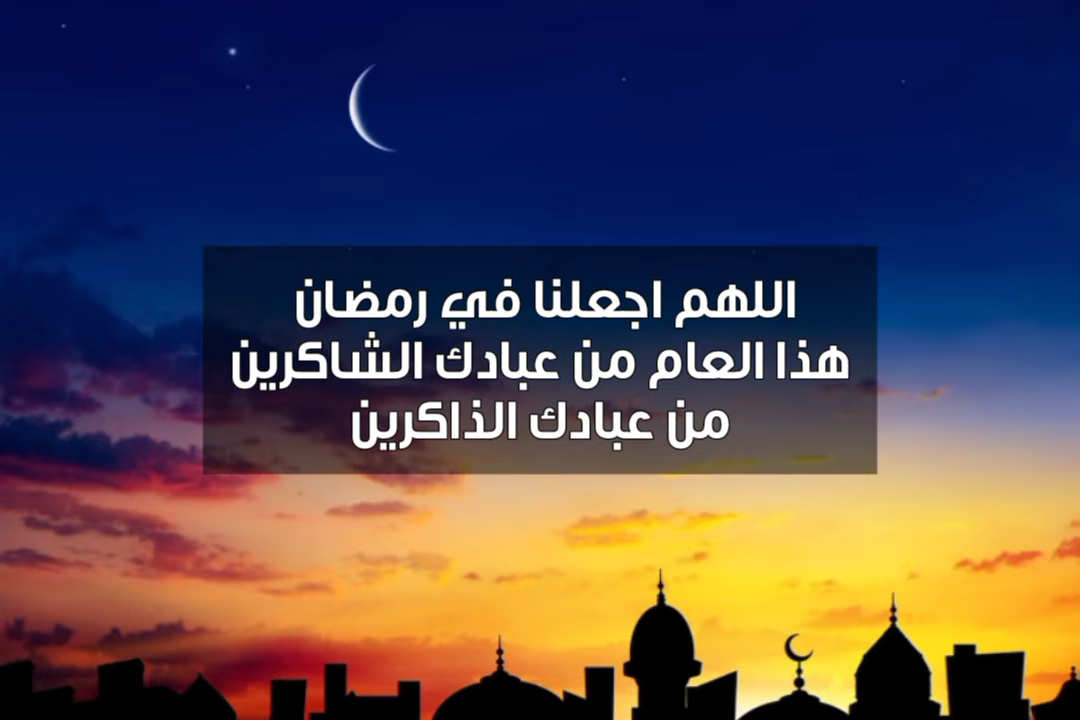 اللهم اجعلنا في رمضان
هذا العام من عبادك الشاكرين
من عبادك الذاكرين